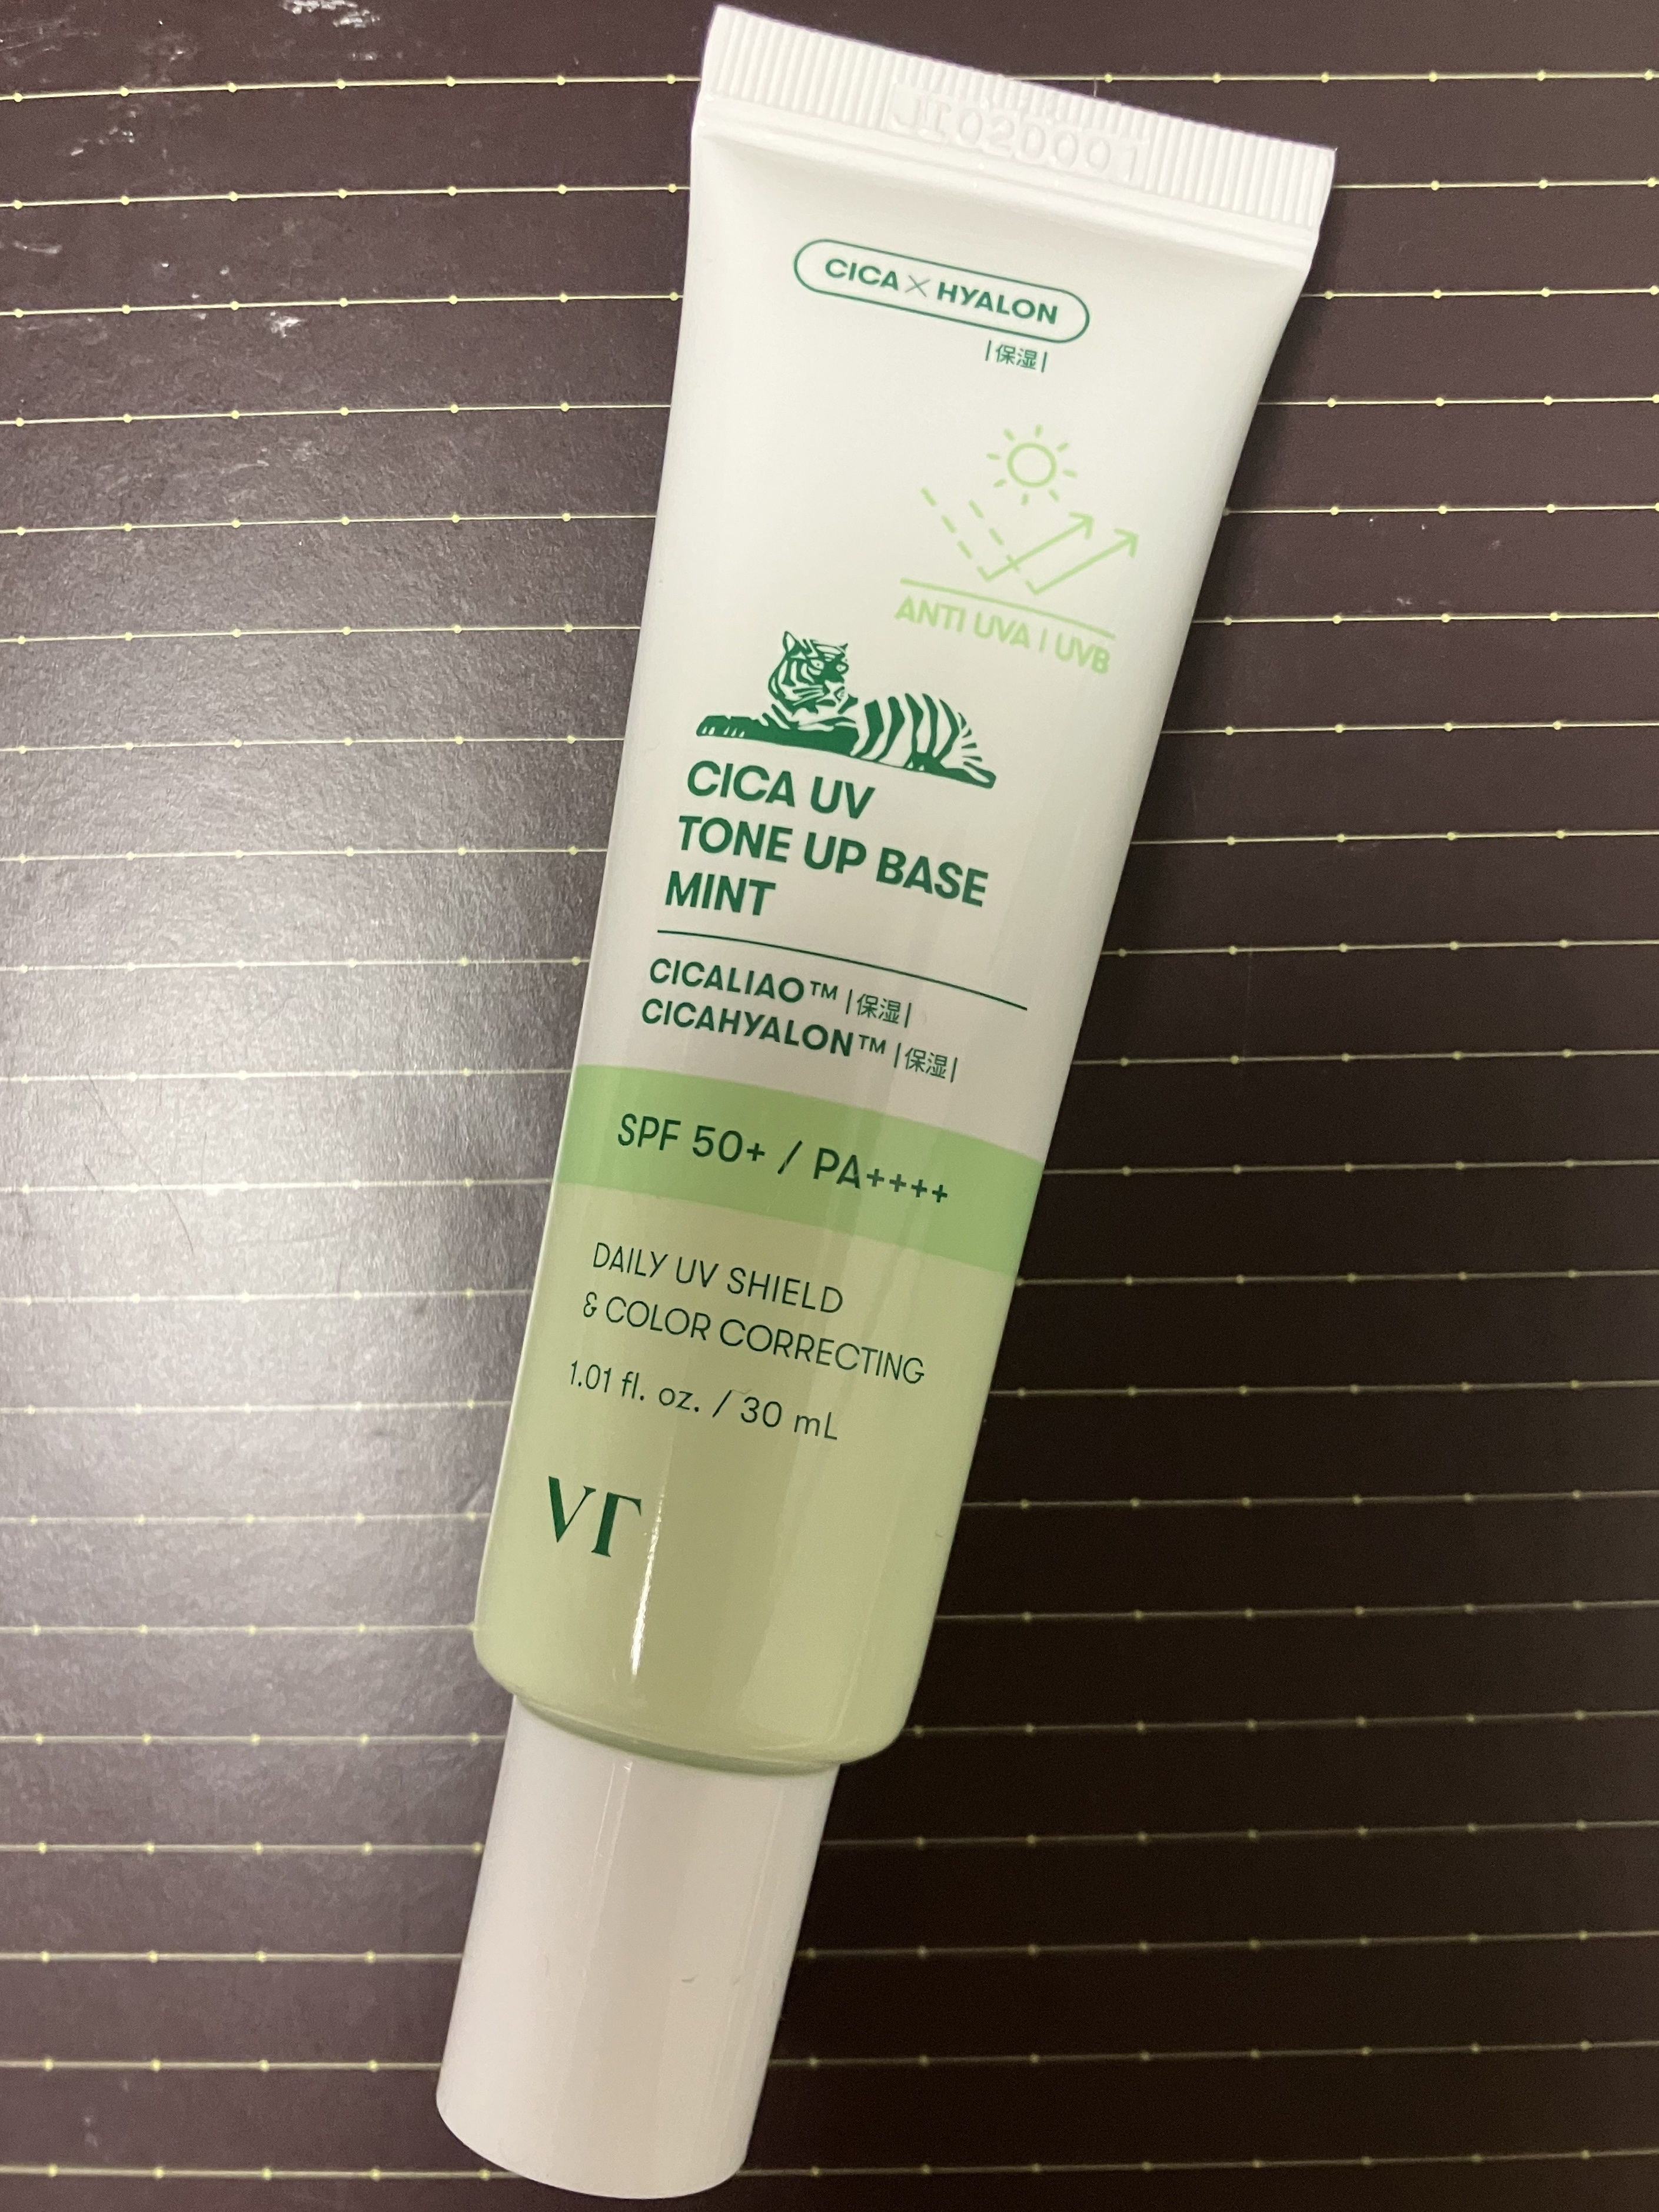 JI020001
CICA×HYALON
|保湿|
ANTI UVA | UVB
CICA UV
TONE UP BASE
MINT
CICALIAO™ |保湿|
CICAHYALON™ |保湿|
SPF 50+ / PA++++
DAILY UV SHIELD
& COLOR CORRECTING
1.01 fl. oz. / 30 mL
VT